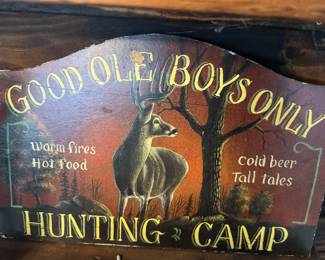 GOOD OLE BOYS ONLY
Warm fires
Hot food
Cold beer
Tall tales
HUNTING CAMP